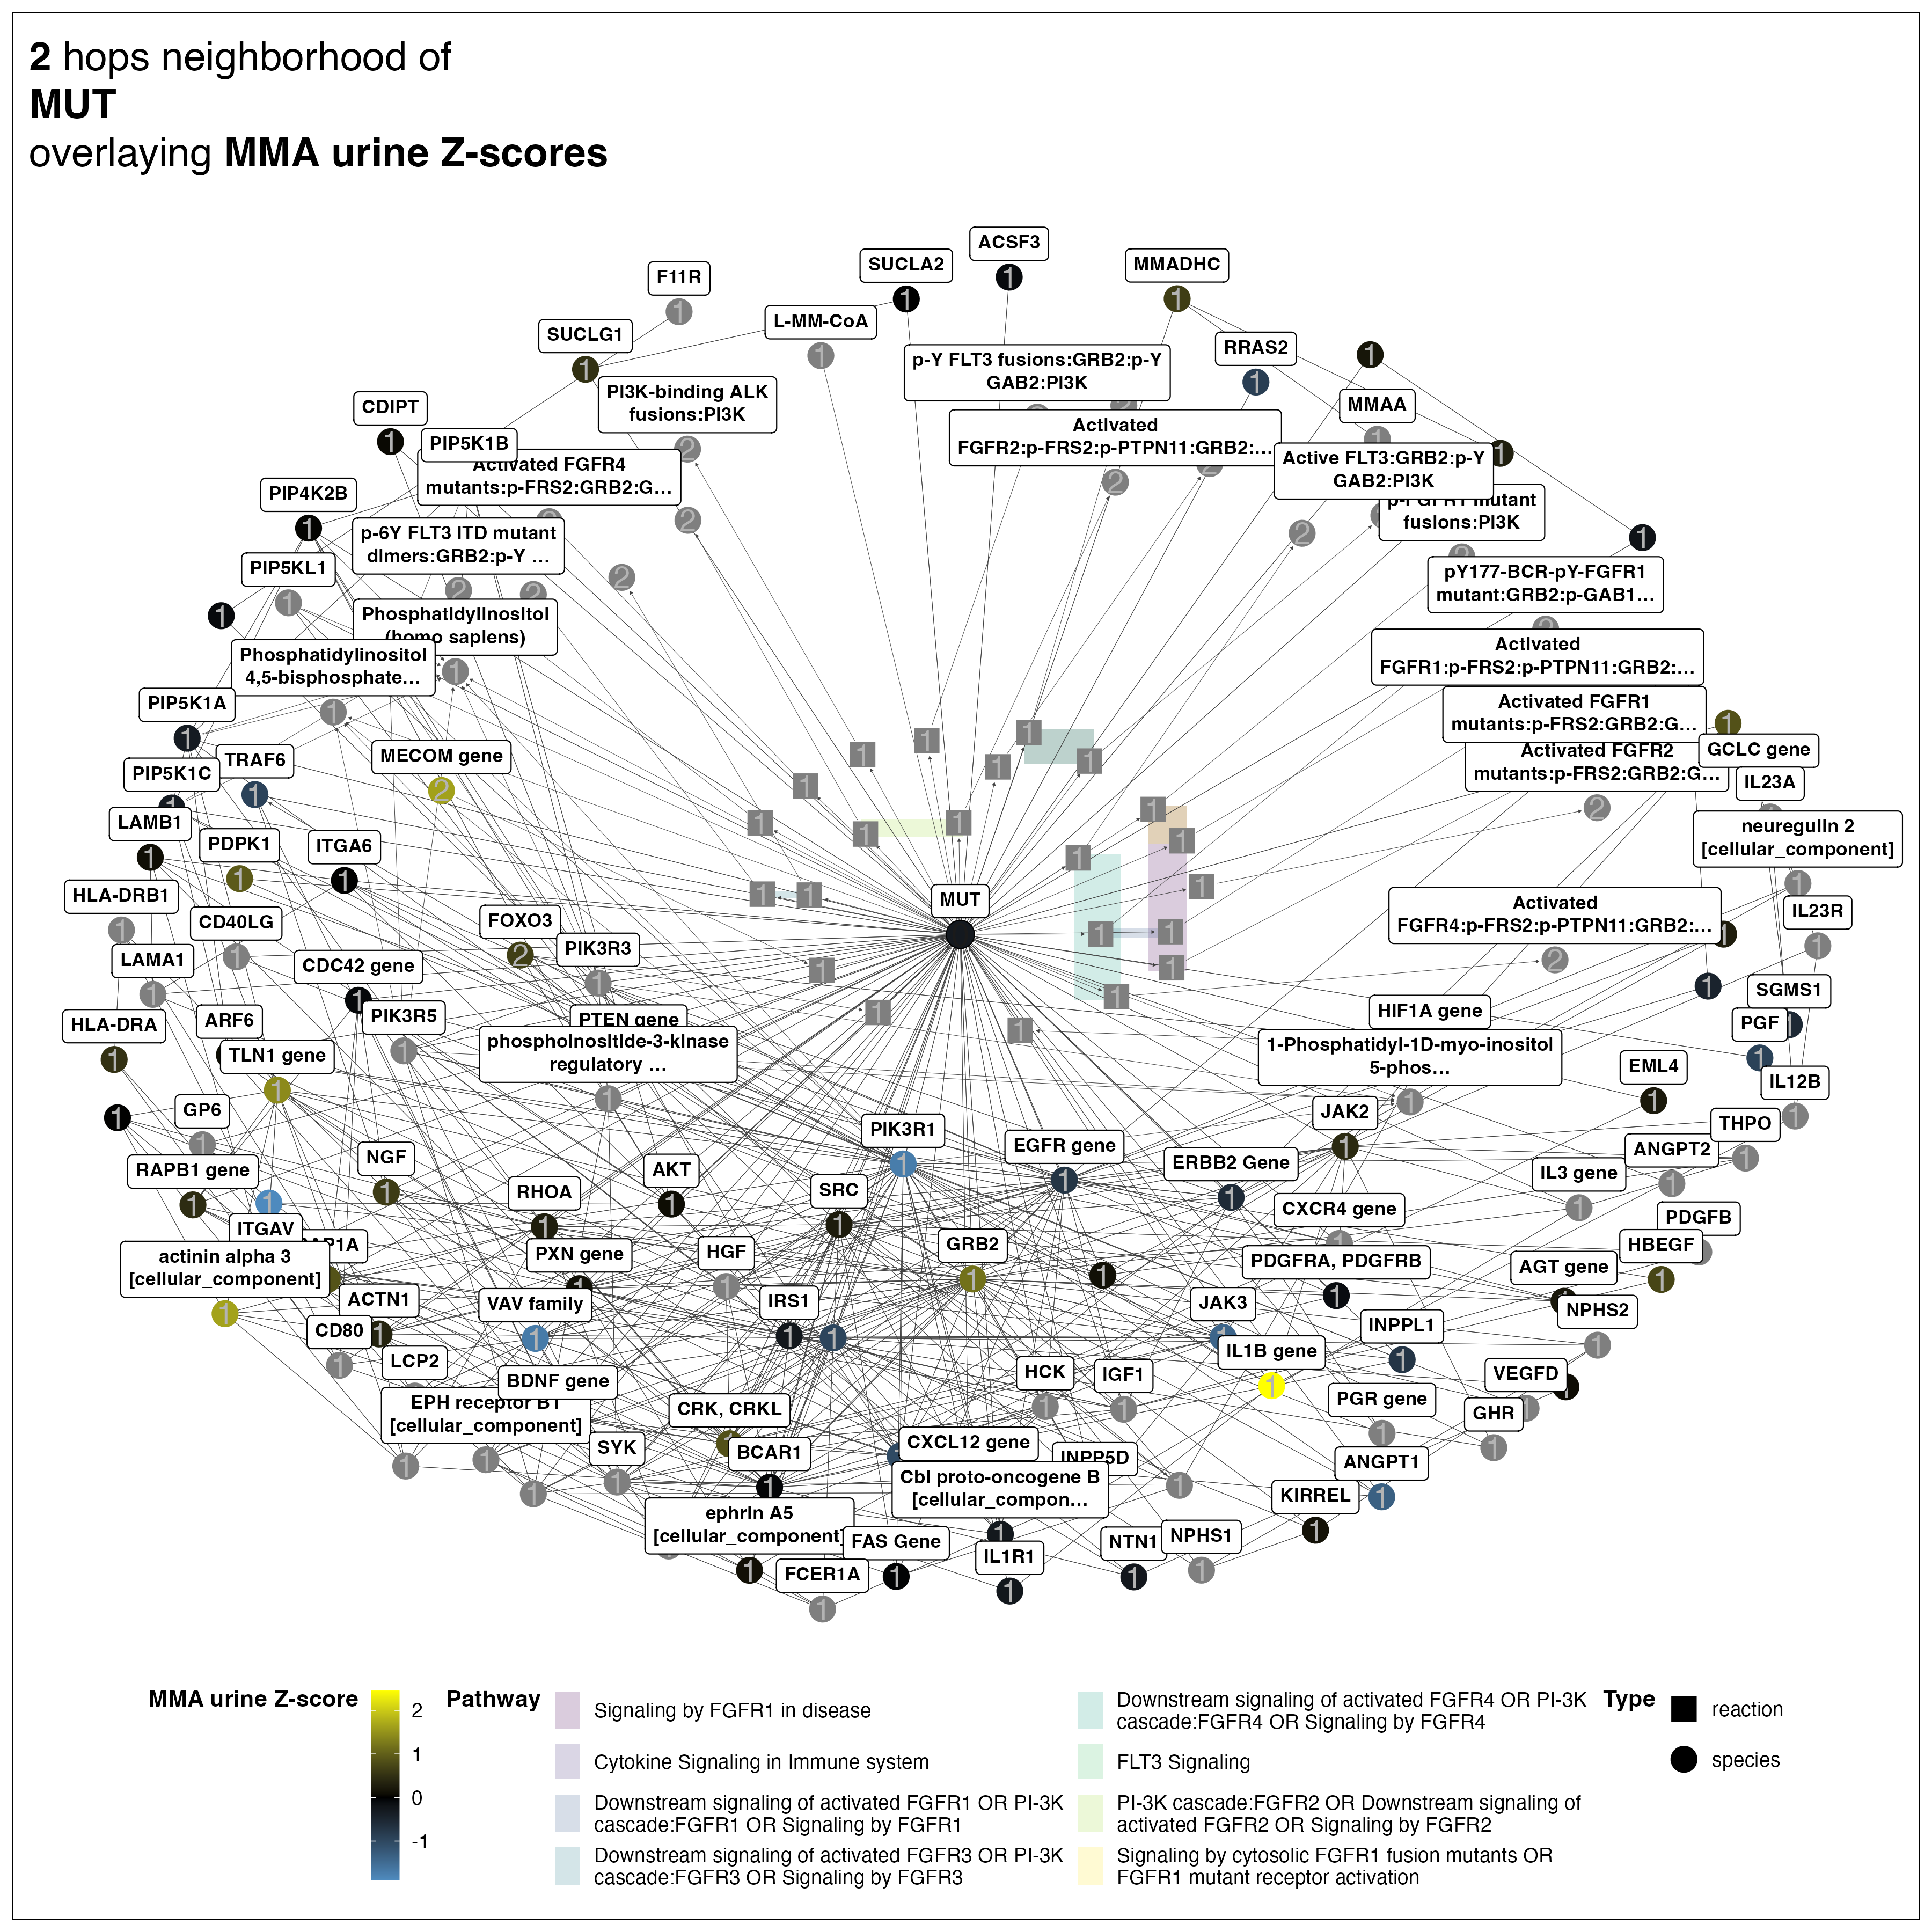 2 hops neighborhood of
MUT
overlaying MMA urine Z-scores
ACSF3
SUCLA2
MMADHC
F11R
L-MM-CoA
SUCLG1
RRAS2
p-Y FLT3 fusions:GRB2:p-Y
GAB2:PI3K
PI3K-binding ALK
fusions:PI3K
MMAA
CDIPT
Activated
FGFR2:p-FRS2:p-PTPN11:GRB2:...
PIP5K1B
Active FLT3:GRB2:p-Y
GAB2:PI3K
Activated FGFR4
mutants:p-FRS2:GRB2:G...
PIP4K2B
p-FGFR1 mutant
fusions:PI3K
p-6Y FLT3 ITD mutant
dimers:GRB2:p-Y ...
PIP5KL1
pY177-BCR-pY-FGFR1
mutant:GRB2:p-GAB1...
Phosphatidylinositol
(homo sapiens)
Phosphatidylinositol
4,5-bisphosphate...
Activated
FGFR1:p-FRS2:p-PTPN11:GRB2:...
PIP5K1A
Activated FGFR1
mutants:p-FRS2:GRB2:G...
Activated FGFR2
mutants:p-FRS2:GRB2:G...
GCLC gene
MECOM gene
TRAF6
PIP5K1C
IL23A
LAMB1
neuregulin 2
[cellular_component]
PDPK1
ITGA6
HLA-DRB1
MUT
CD40LG
FOXO3
Activated
FGFR4:p-FRS2:p-PTPN11:GRB2:...
IL23R
PIK3R3
LAMA1
CDC42 gene
SGMS1
HIF1A gene
PIK3R5
ARF6
HLA-DRA
PTEN gene
PGF
phosphoinositide-3-kinase
regulatory ...
1-Phosphatidyl-1D-myo-inositol
5-phos...
TLN1 gene
EML4
IL12B
GP6
JAK2
THPO
PIK3R1
EGFR gene
ANGPT2
NGF
RAPB1 gene
AKT
ERBB2 Gene
IL3 gene
RHOA
SRC
CXCR4 gene
PDGFB
ITGAV
AP1A
HBEGF
GRB2
PXN gene
HGF
actinin alpha 3
[cellular_component]
PDGFRA, PDGFRB
AGT gene
ACTN1
VAV family
IRS1
JAK3
NPHS2
CD80
INPPL1
IL1B gene
LCP2
HCK
IGF1
VEGFD
BDNF gene
EPH receptor B1
[cellular_component]
PGR gene
CRK, CRKL
GHR
SYK
BCAR1
CXCL12 gene
INPP5D
ANGPT1
Cbl proto-oncogene B
[cellular_compon...
KIRREL
ephrin A5
[cellular_component]
FAS Gene
NTN1
NPHS1
IL1R1
FCER1A
MMA urine Z-score
2
1
0
-1
Pathway
Signaling by FGFR1 in disease
Cytokine Signaling in Immune system
Downstream signaling of activated FGFR1 OR PI-3K
cascade:FGFR1 OR Signaling by FGFR1
Downstream signaling of activated FGFR3 OR PI-3K
cascade:FGFR3 OR Signaling by FGFR3
Downstream signaling of activated FGFR4 OR PI-3K
cascade:FGFR4 OR Signaling by FGFR4
FLT3 Signaling
PI-3K cascade:FGFR2 OR Downstream signaling of
activated FGFR2 OR Signaling by FGFR2
Signaling by cytosolic FGFR1 fusion mutants OR
FGFR1 mutant receptor activation
Type
reaction
species